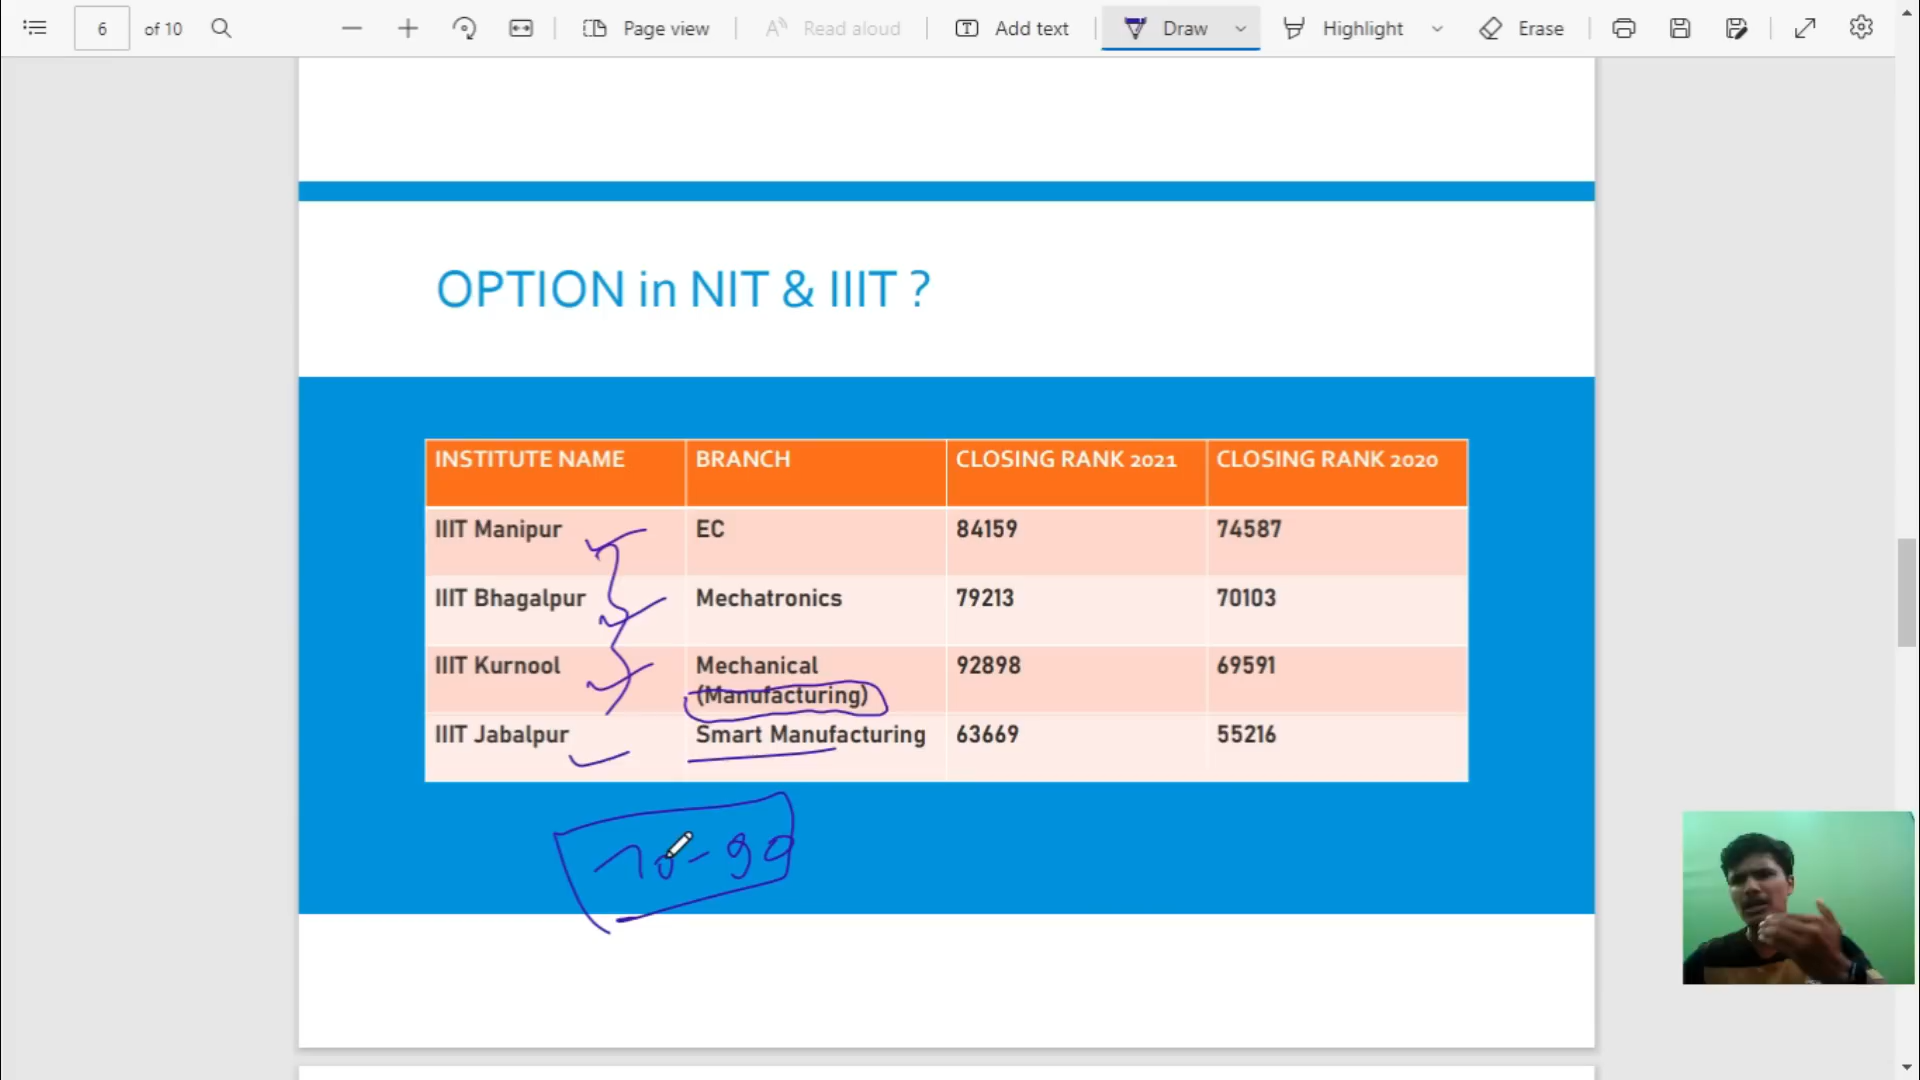 6 of 10 Page view Read aloud Add text Draw Highlight Erase
OPTION in NIT & IIIT ?
INSTITUTE NAME BRANCH CLOSING RANK 2021 CLOSING RANK 2020
IIIT Manipur EC 84159 74587
IIIT Bhagalpur Mechatronics 79213 70103
IIIT Kurnool Mechanical 92898 69591
(Manufacturing)
IIIT Jabalpur Smart Manufacturing 63669 55216